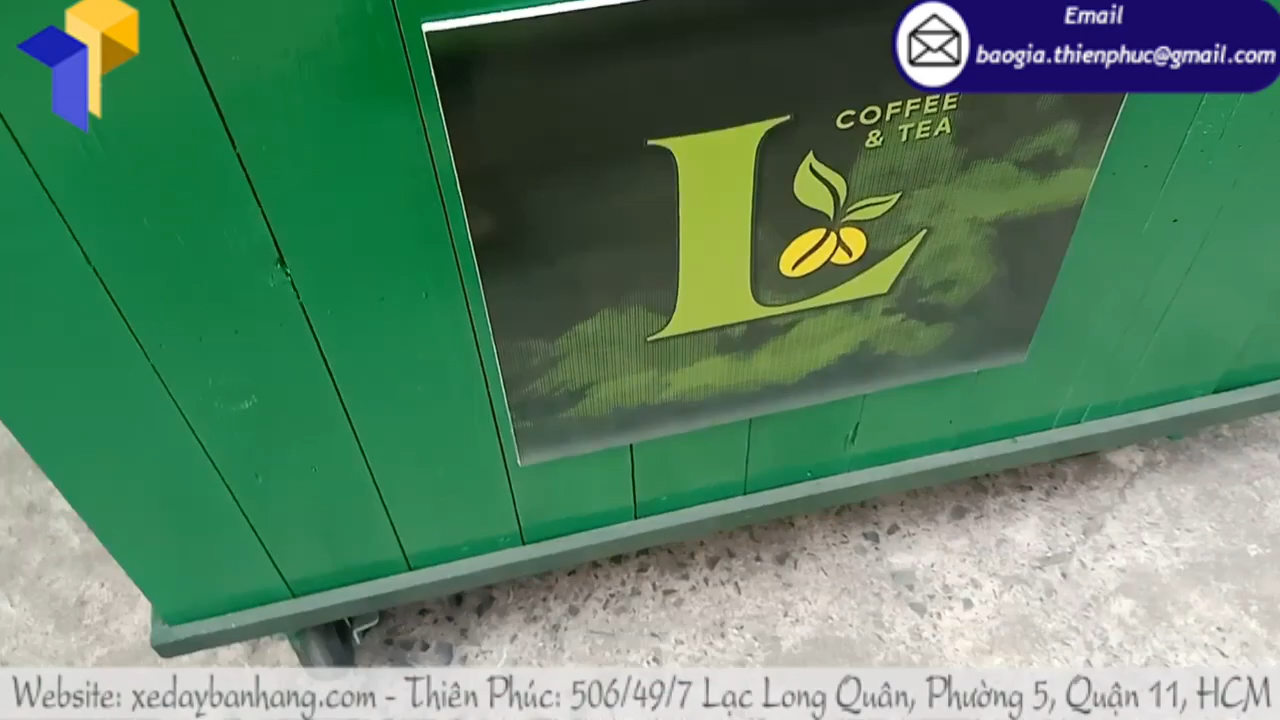 Email
baogia.thienphuc@gmail.com
COFFEE
& TEA
L
Website: xedaybanhang.com - Thiên Phúc: 506/49/7 Lạc Long Quân, Phường 5, Quận 11, HCM